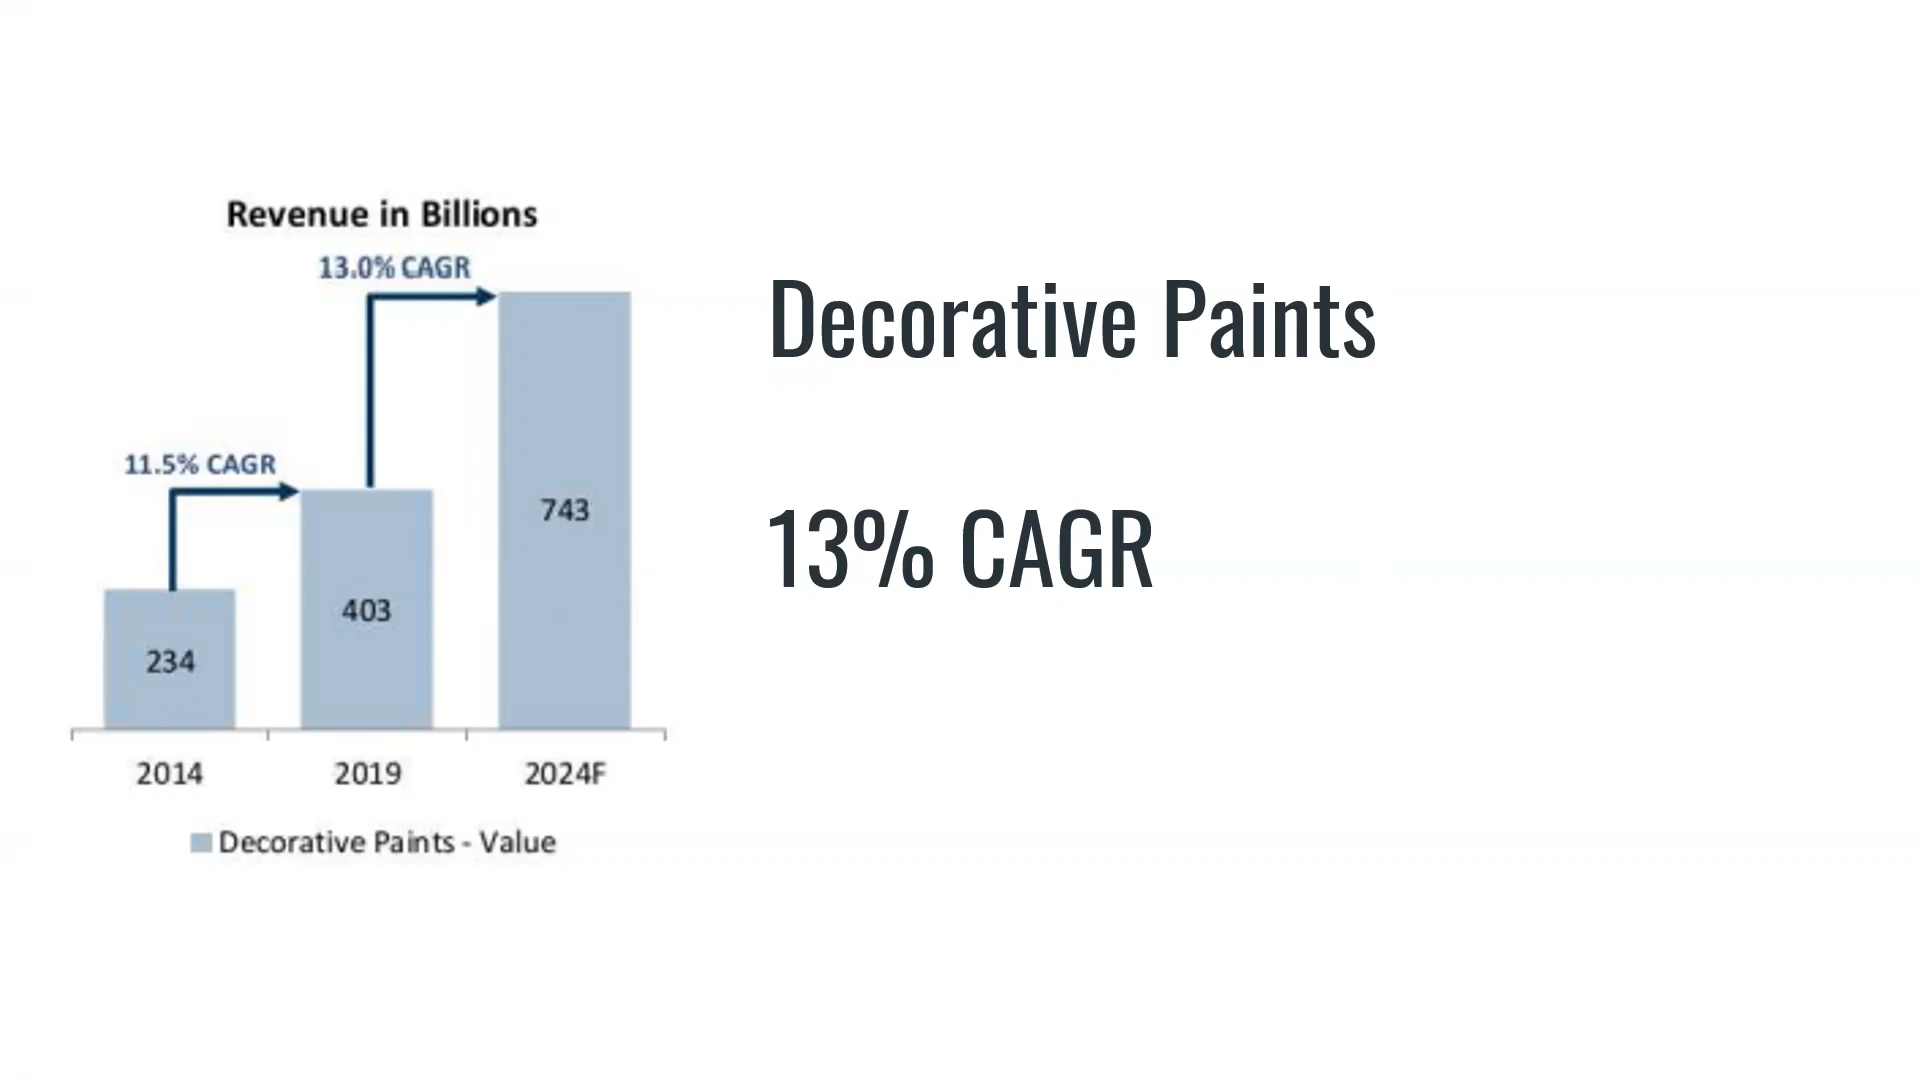 Revenue in Billions
13.0% CAGR
11.5% CAGR
743
403
234
2014 2019 2024F
Decorative Paints - Value
Decorative Paints
13% CAGR